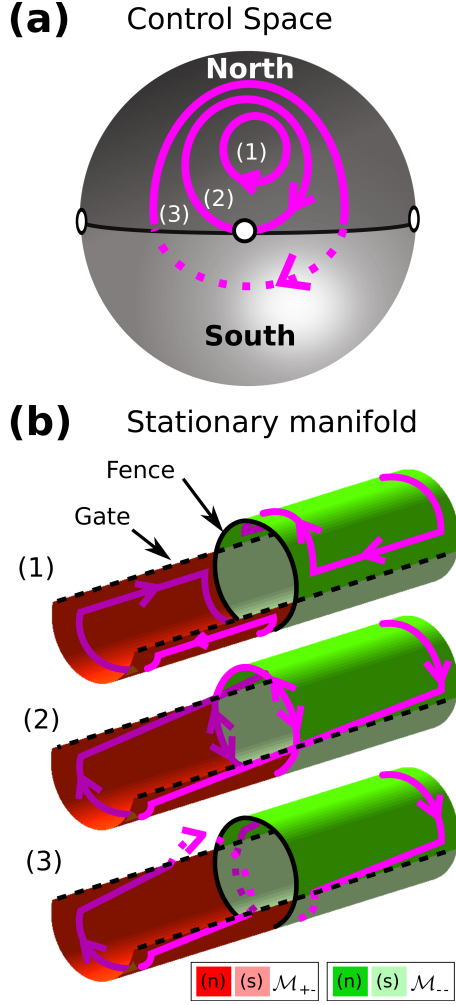 (a) Control Space
North
(1)
(2)
(3)
South
(b) Stationary manifold
Fence
Gate
(1)
(2)
(3)
(n) (s) ℳ+- (n) (s) ℳ--